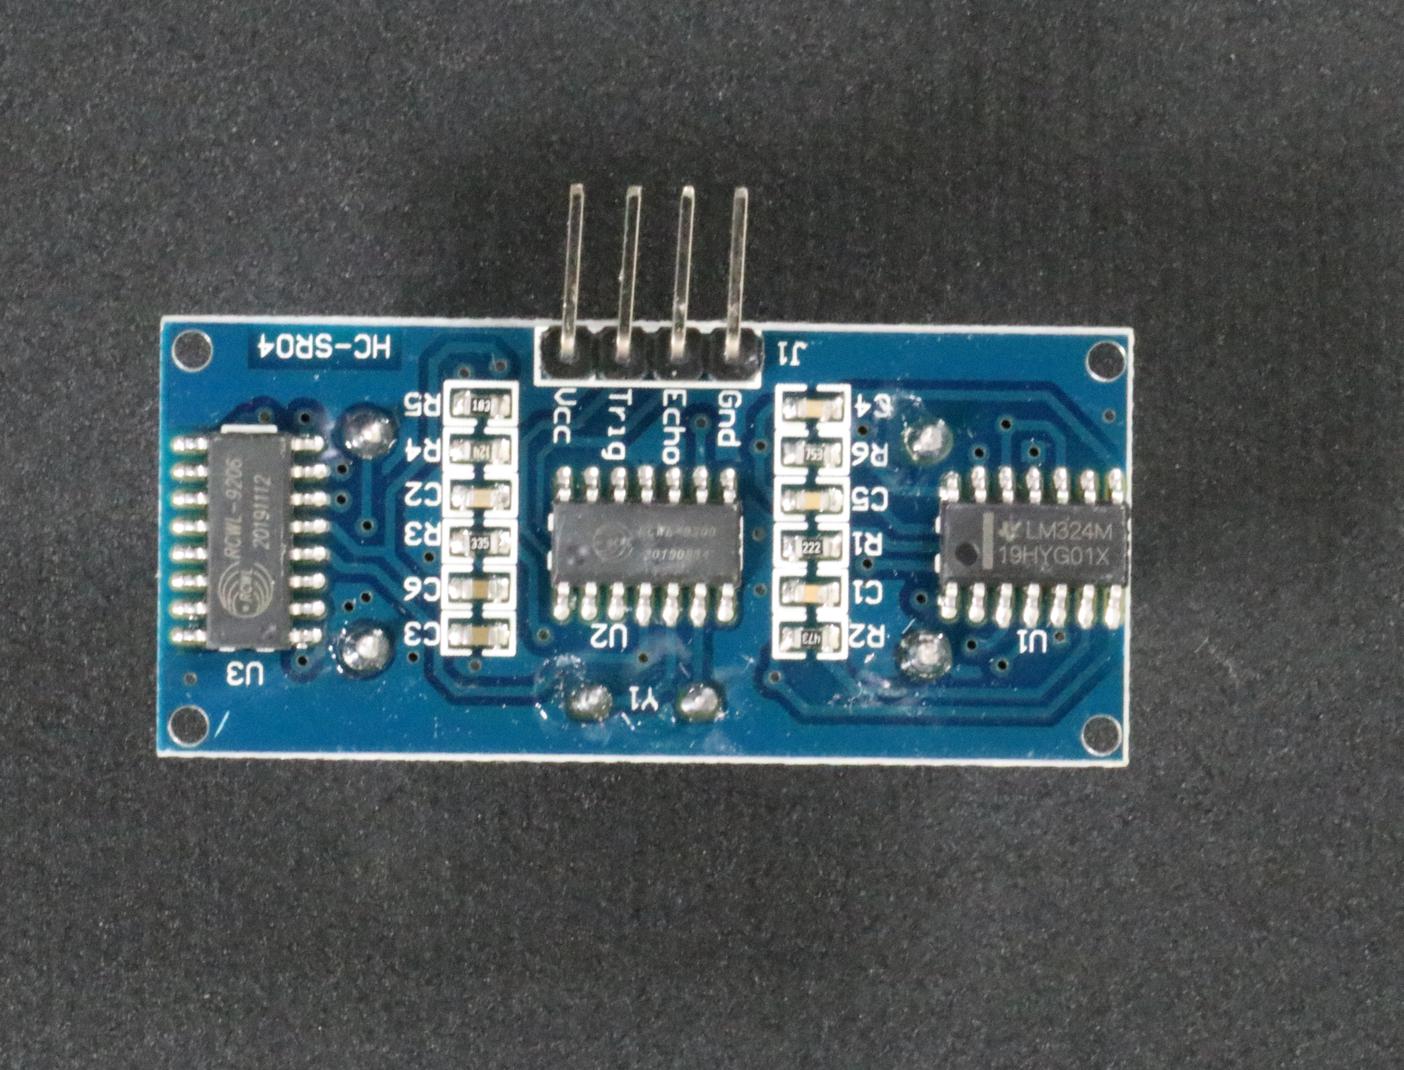 HC-SR04
J1
Vcc
Trig
Echo
Gnd
R5
R4
C2
R3
C6
C3
C4
R6
C5
R1
C1
R2
335
222
473
RCWL-9206
20191112
RCWL
U3
U2
Y1
LM324M
19HYG01X
U1